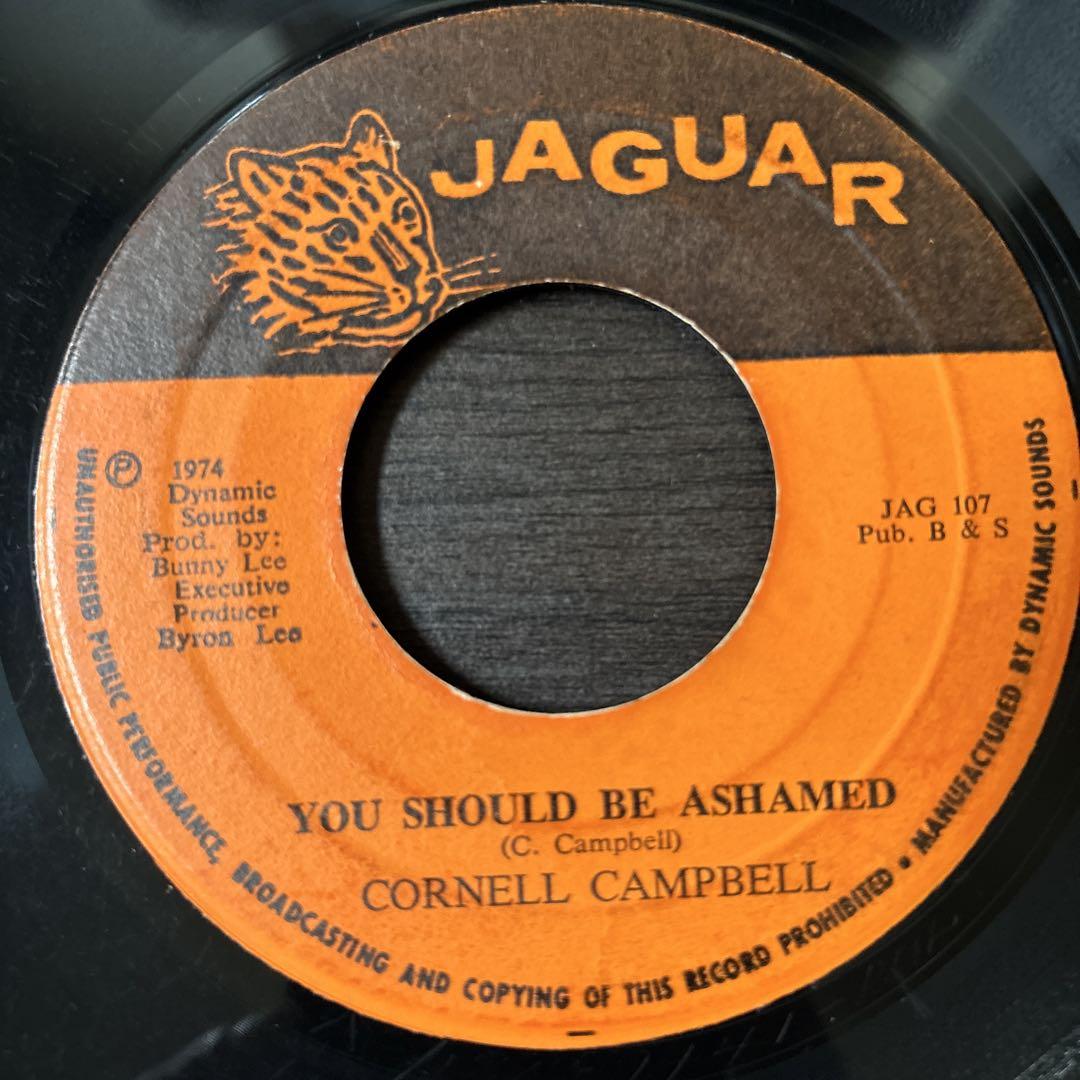 JAGUAR
℗ 1974
Dynamic
Sounds
Prod. by:
Bunny Lee
Executive
Producer
Byron Lee
JAG 107
Pub. B & S
YOU SHOULD BE ASHAMED
(C. Campbell)
CORNELL CAMPBELL
UNAUTHORISED PUBLIC PERFORMANCE, BROADCASTING AND COPYING OF THIS RECORD PROHIBITED • MANUFACTURED BY DYNAMIC SOUNDS